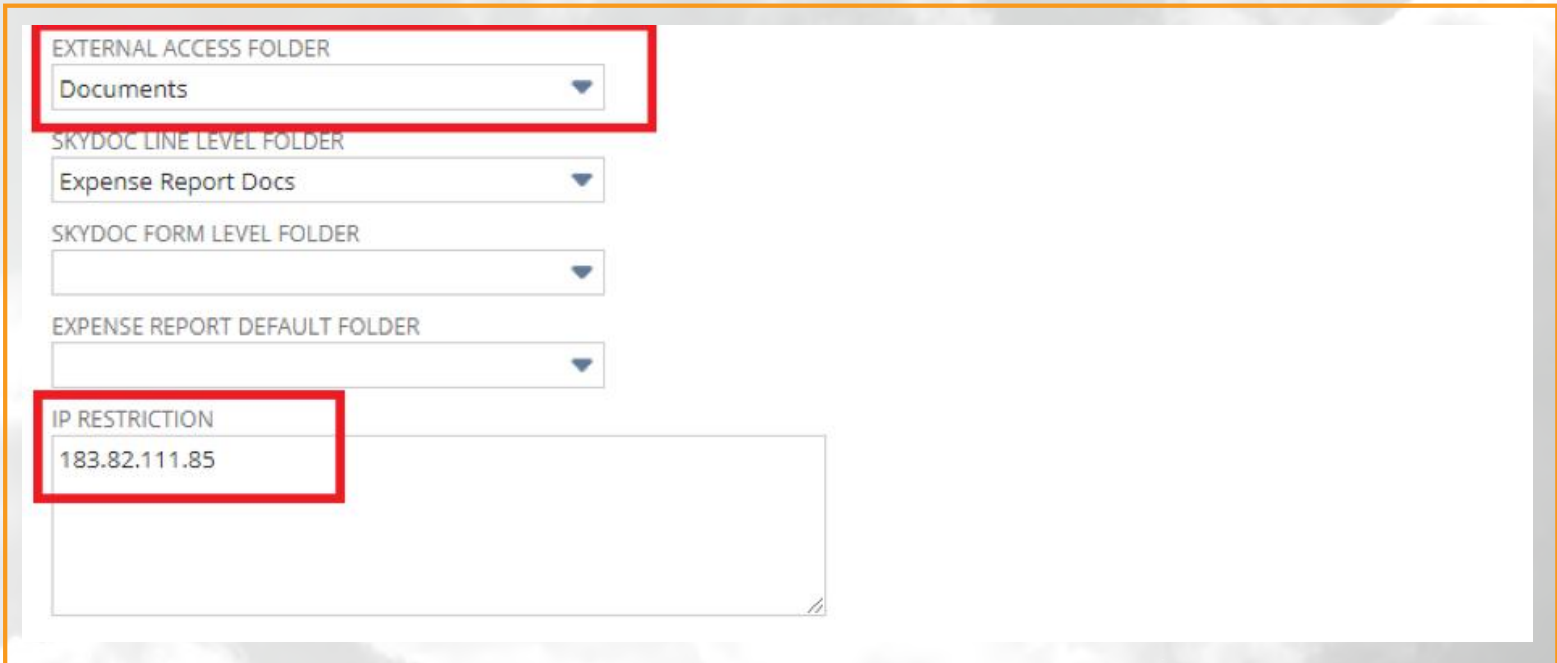 EXTERNAL ACCESS FOLDER
Documents
SKYDOC LINE LEVEL FOLDER
Expense Report Docs
SKYDOC FORM LEVEL FOLDER
EXPENSE REPORT DEFAULT FOLDER
IP RESTRICTION
183.82.111.85